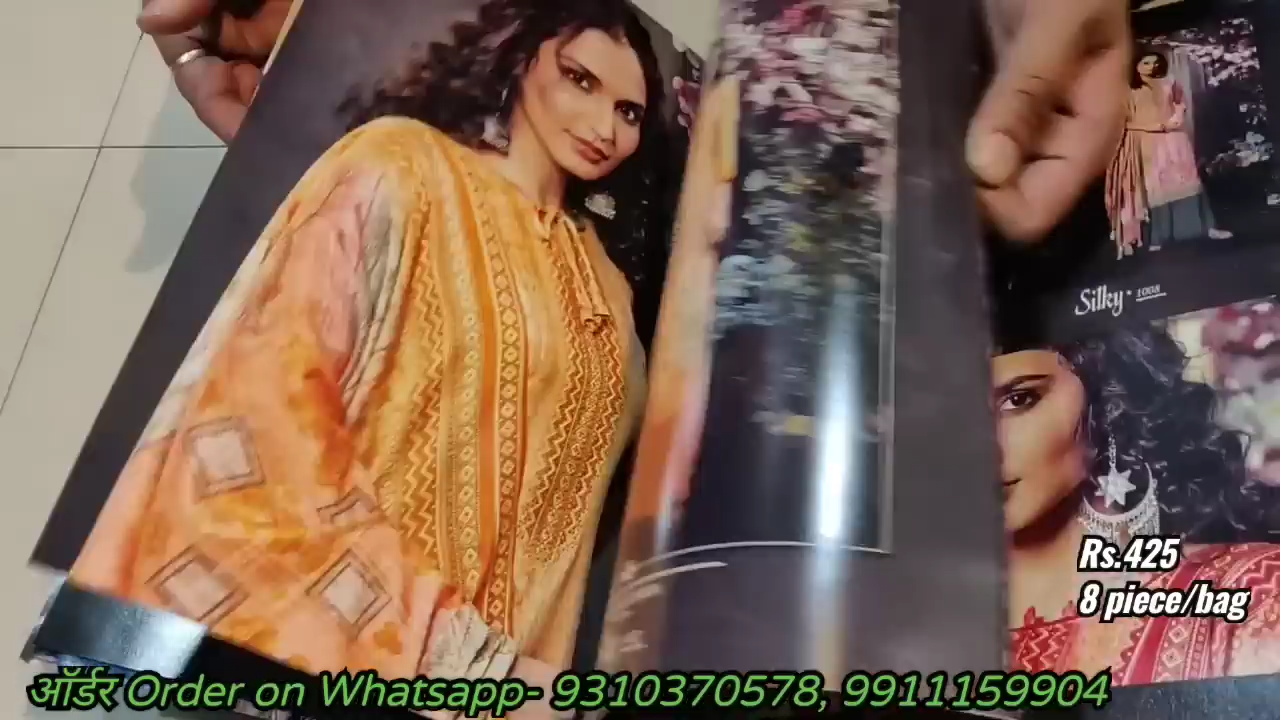 Silky • 1008
Rs.425
8 piece/bag
ऑर्डर Order on Whatsapp- 9310370578, 9911159904